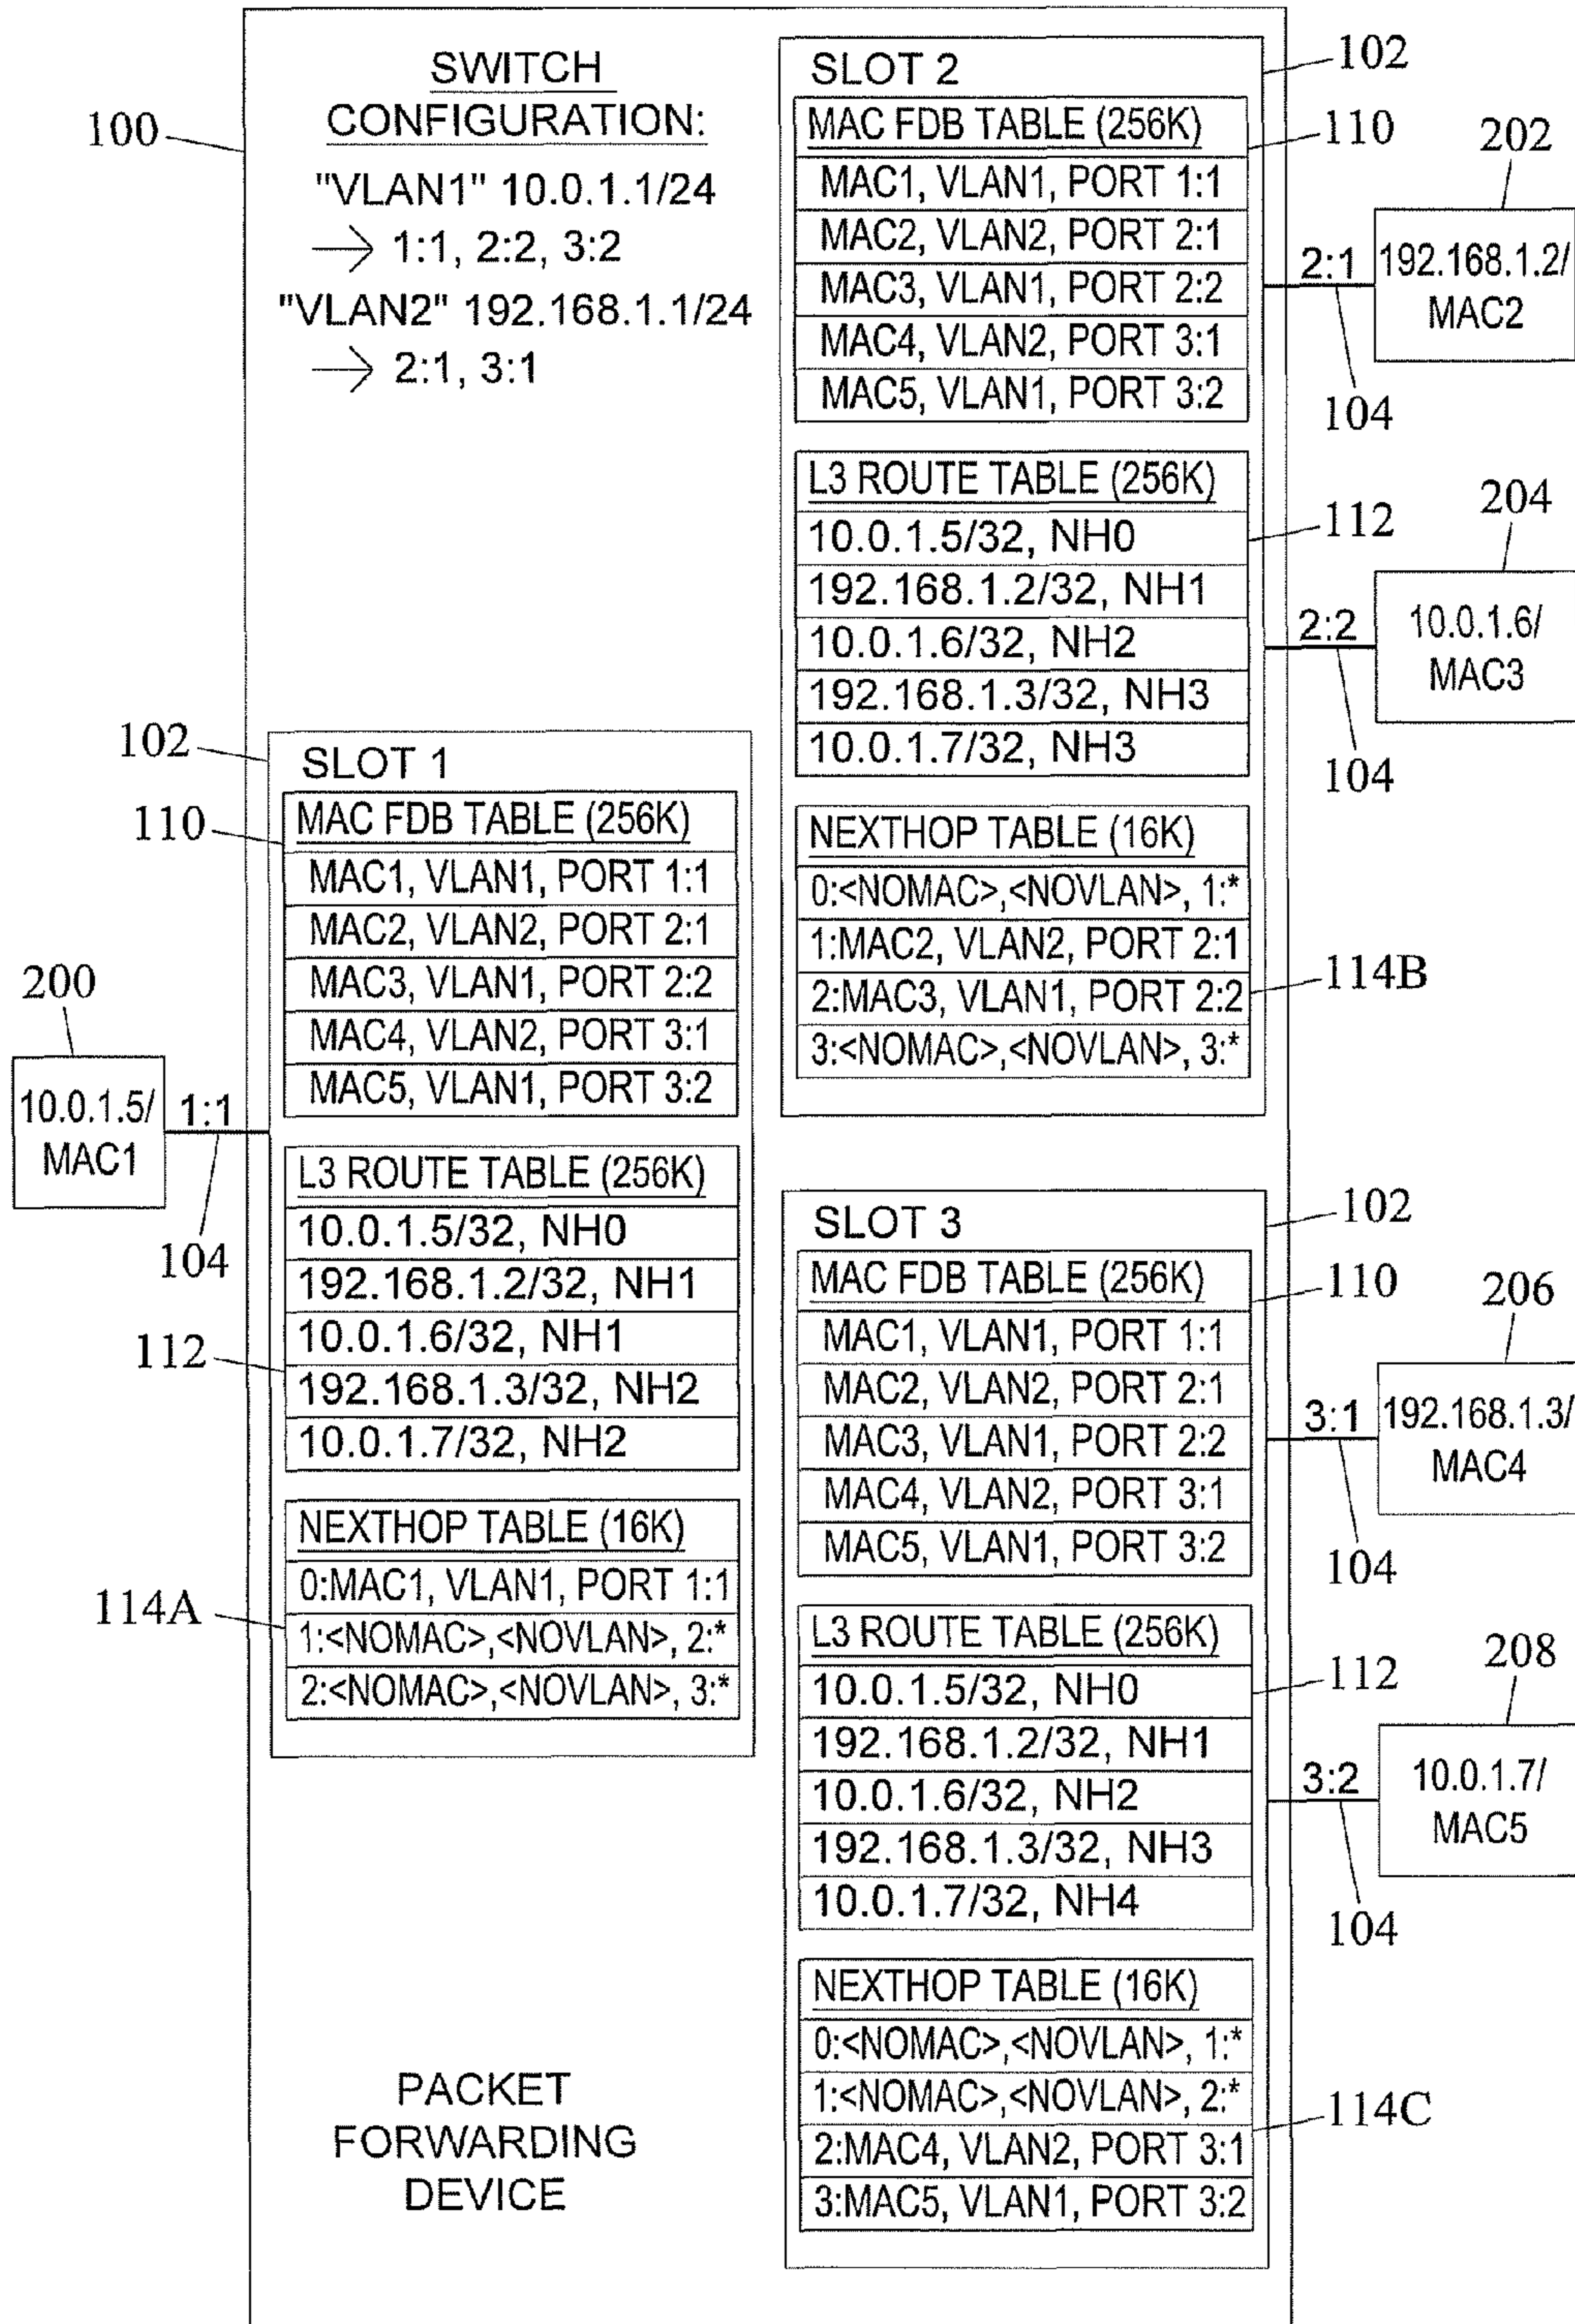 100
SWITCH
CONFIGURATION:
"VLAN1" 10.0.1.1/24
→ 1:1, 2:2, 3:2
"VLAN2" 192.168.1.1/24
→ 2:1, 3:1
SLOT 2
102
MAC FDB TABLE (256K)
110
MAC1, VLAN1, PORT 1:1
MAC2, VLAN2, PORT 2:1
MAC3, VLAN1, PORT 2:2
MAC4, VLAN2, PORT 3:1
MAC5, VLAN1, PORT 3:2
L3 ROUTE TABLE (256K)
112
10.0.1.5/32, NH0
192.168.1.2/32, NH1
10.0.1.6/32, NH2
192.168.1.3/32, NH3
10.0.1.7/32, NH3
NEXTHOP TABLE (16K)
0:<NOMAC>,<NOVLAN>, 1:*
1:MAC2, VLAN2, PORT 2:1
2:MAC3, VLAN1, PORT 2:2
3:<NOMAC>,<NOVLAN>, 3:*
114B
202
2:1
192.168.1.2/
MAC2
104
204
2:2
10.0.1.6/
MAC3
104
102
SLOT 1
110
MAC FDB TABLE (256K)
MAC1, VLAN1, PORT 1:1
MAC2, VLAN2, PORT 2:1
MAC3, VLAN1, PORT 2:2
MAC4, VLAN2, PORT 3:1
MAC5, VLAN1, PORT 3:2
200
10.0.1.5/
MAC1
1:1
104
L3 ROUTE TABLE (256K)
10.0.1.5/32, NH0
192.168.1.2/32, NH1
10.0.1.6/32, NH1
112
192.168.1.3/32, NH2
10.0.1.7/32, NH2
NEXTHOP TABLE (16K)
0:MAC1, VLAN1, PORT 1:1
114A
1:<NOMAC>,<NOVLAN>, 2:*
2:<NOMAC>,<NOVLAN>, 3:*
SLOT 3
102
MAC FDB TABLE (256K)
110
MAC1, VLAN1, PORT 1:1
MAC2, VLAN2, PORT 2:1
MAC3, VLAN1, PORT 2:2
MAC4, VLAN2, PORT 3:1
MAC5, VLAN1, PORT 3:2
L3 ROUTE TABLE (256K)
112
10.0.1.5/32, NH0
192.168.1.2/32, NH1
10.0.1.6/32, NH2
192.168.1.3/32, NH3
10.0.1.7/32, NH4
NEXTHOP TABLE (16K)
0:<NOMAC>,<NOVLAN>, 1:*
1:<NOMAC>,<NOVLAN>, 2:*
114C
2:MAC4, VLAN2, PORT 3:1
3:MAC5, VLAN1, PORT 3:2
206
3:1
192.168.1.3/
MAC4
104
208
3:2
10.0.1.7/
MAC5
104
PACKET
FORWARDING
DEVICE